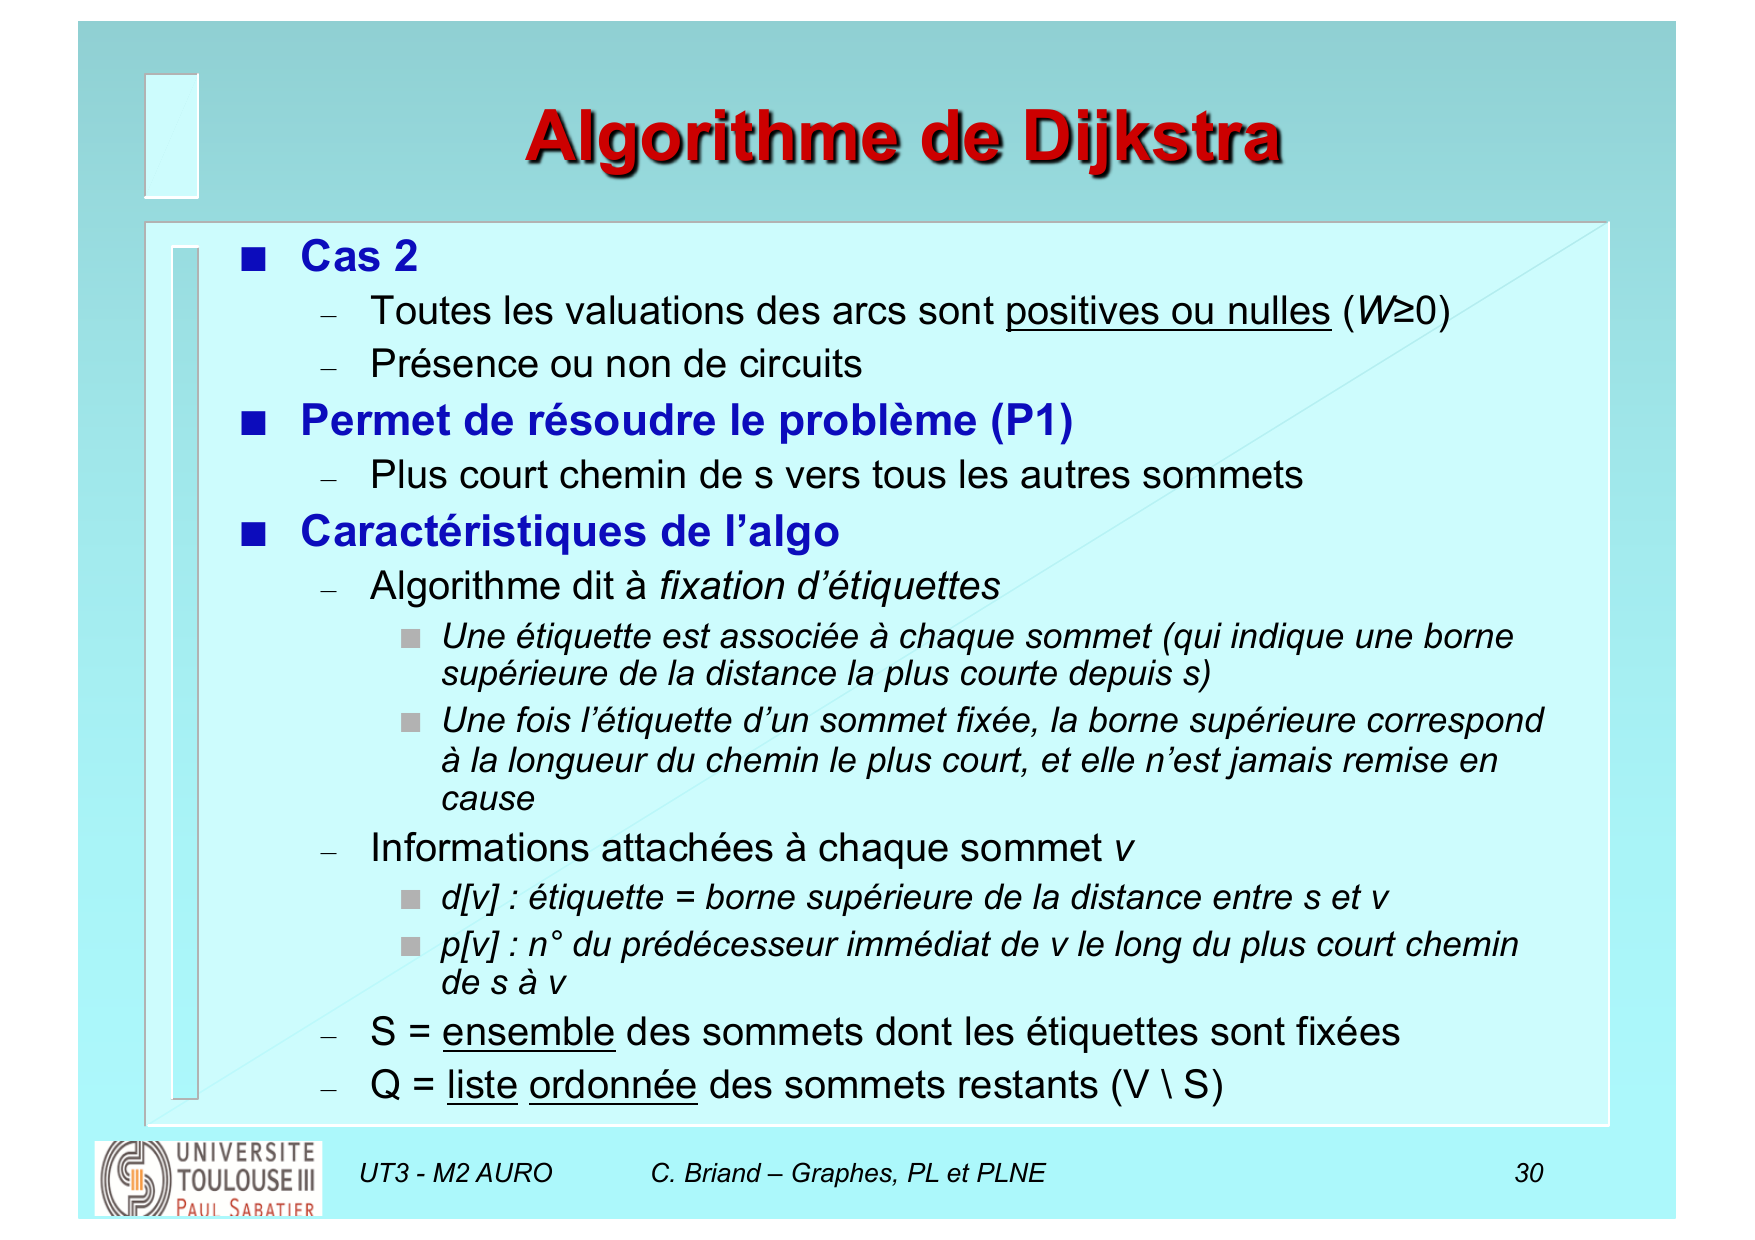 Algorithme de Dijkstra
Cas 2
– Toutes les valuations des arcs sont positives ou nulles (W≥0)
– Présence ou non de circuits
Permet de résoudre le problème (P1)
– Plus court chemin de s vers tous les autres sommets
Caractéristiques de l’algo
– Algorithme dit à fixation d’étiquettes
Une étiquette est associée à chaque sommet (qui indique une borne
supérieure de la distance la plus courte depuis s)
Une fois l’étiquette d’un sommet fixée, la borne supérieure correspond
à la longueur du chemin le plus court, et elle n’est jamais remise en
cause
– Informations attachées à chaque sommet v
d[v] : étiquette = borne supérieure de la distance entre s et v
p[v] : n° du prédécesseur immédiat de v le long du plus court chemin
de s à v
– S = ensemble des sommets dont les étiquettes sont fixées
– Q = liste ordonnée des sommets restants (V \ S)
UNIVERSITE
TOULOUSE III
PAUL SABATIER
UT3 - M2 AURO C. Briand – Graphes, PL et PLNE 30